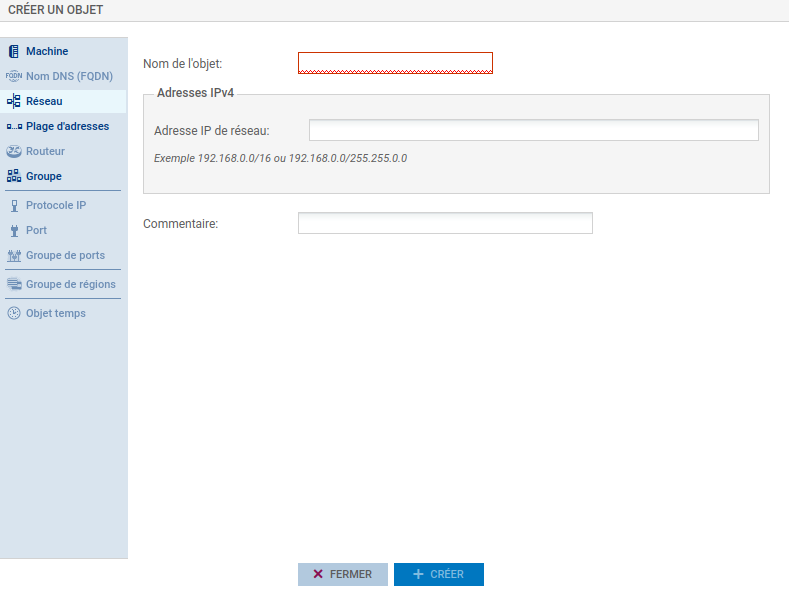 CRÉER UN OBJET
Machine
FQDN Nom DNS (FQDN)
Réseau
Plage d'adresses
Routeur
Groupe
Protocole IP
Port
Groupe de ports
Groupe de régions
Objet temps
Nom de l'objet:
Adresses IPv4
Adresse IP de réseau:
Exemple 192.168.0.0/16 ou 192.168.0.0/255.255.0.0
Commentaire:
FERMER
CRÉER